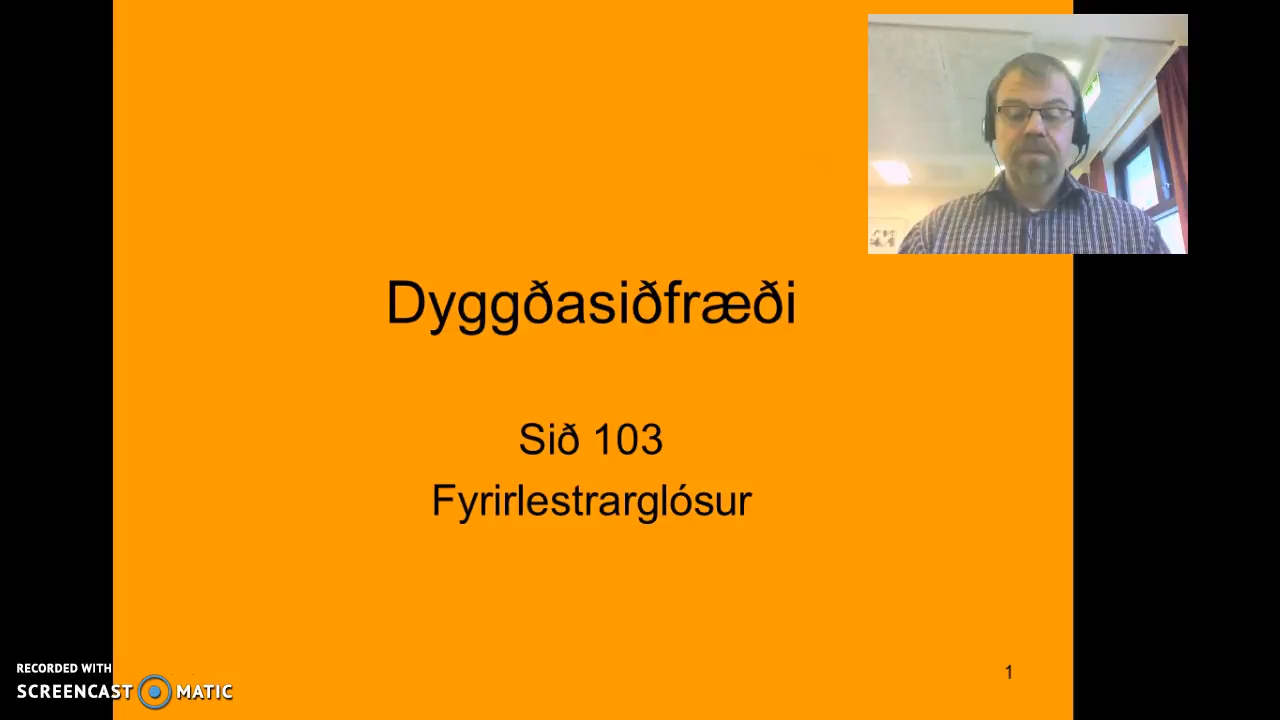 Dyggðasiðfræði
Sið 103
Fyrirlestrarglósur
1
RECORDED WITH
SCREENCAST MATIC